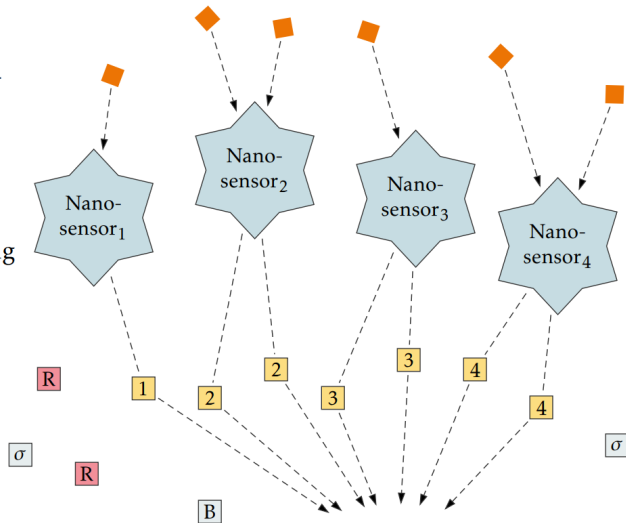 Nano-
sensor₁
Nano-
sensor₂
Nano-
sensor₃
Nano-
sensor₄
g
R
1
2
2
3
3
4
4
σ
R
B
σ